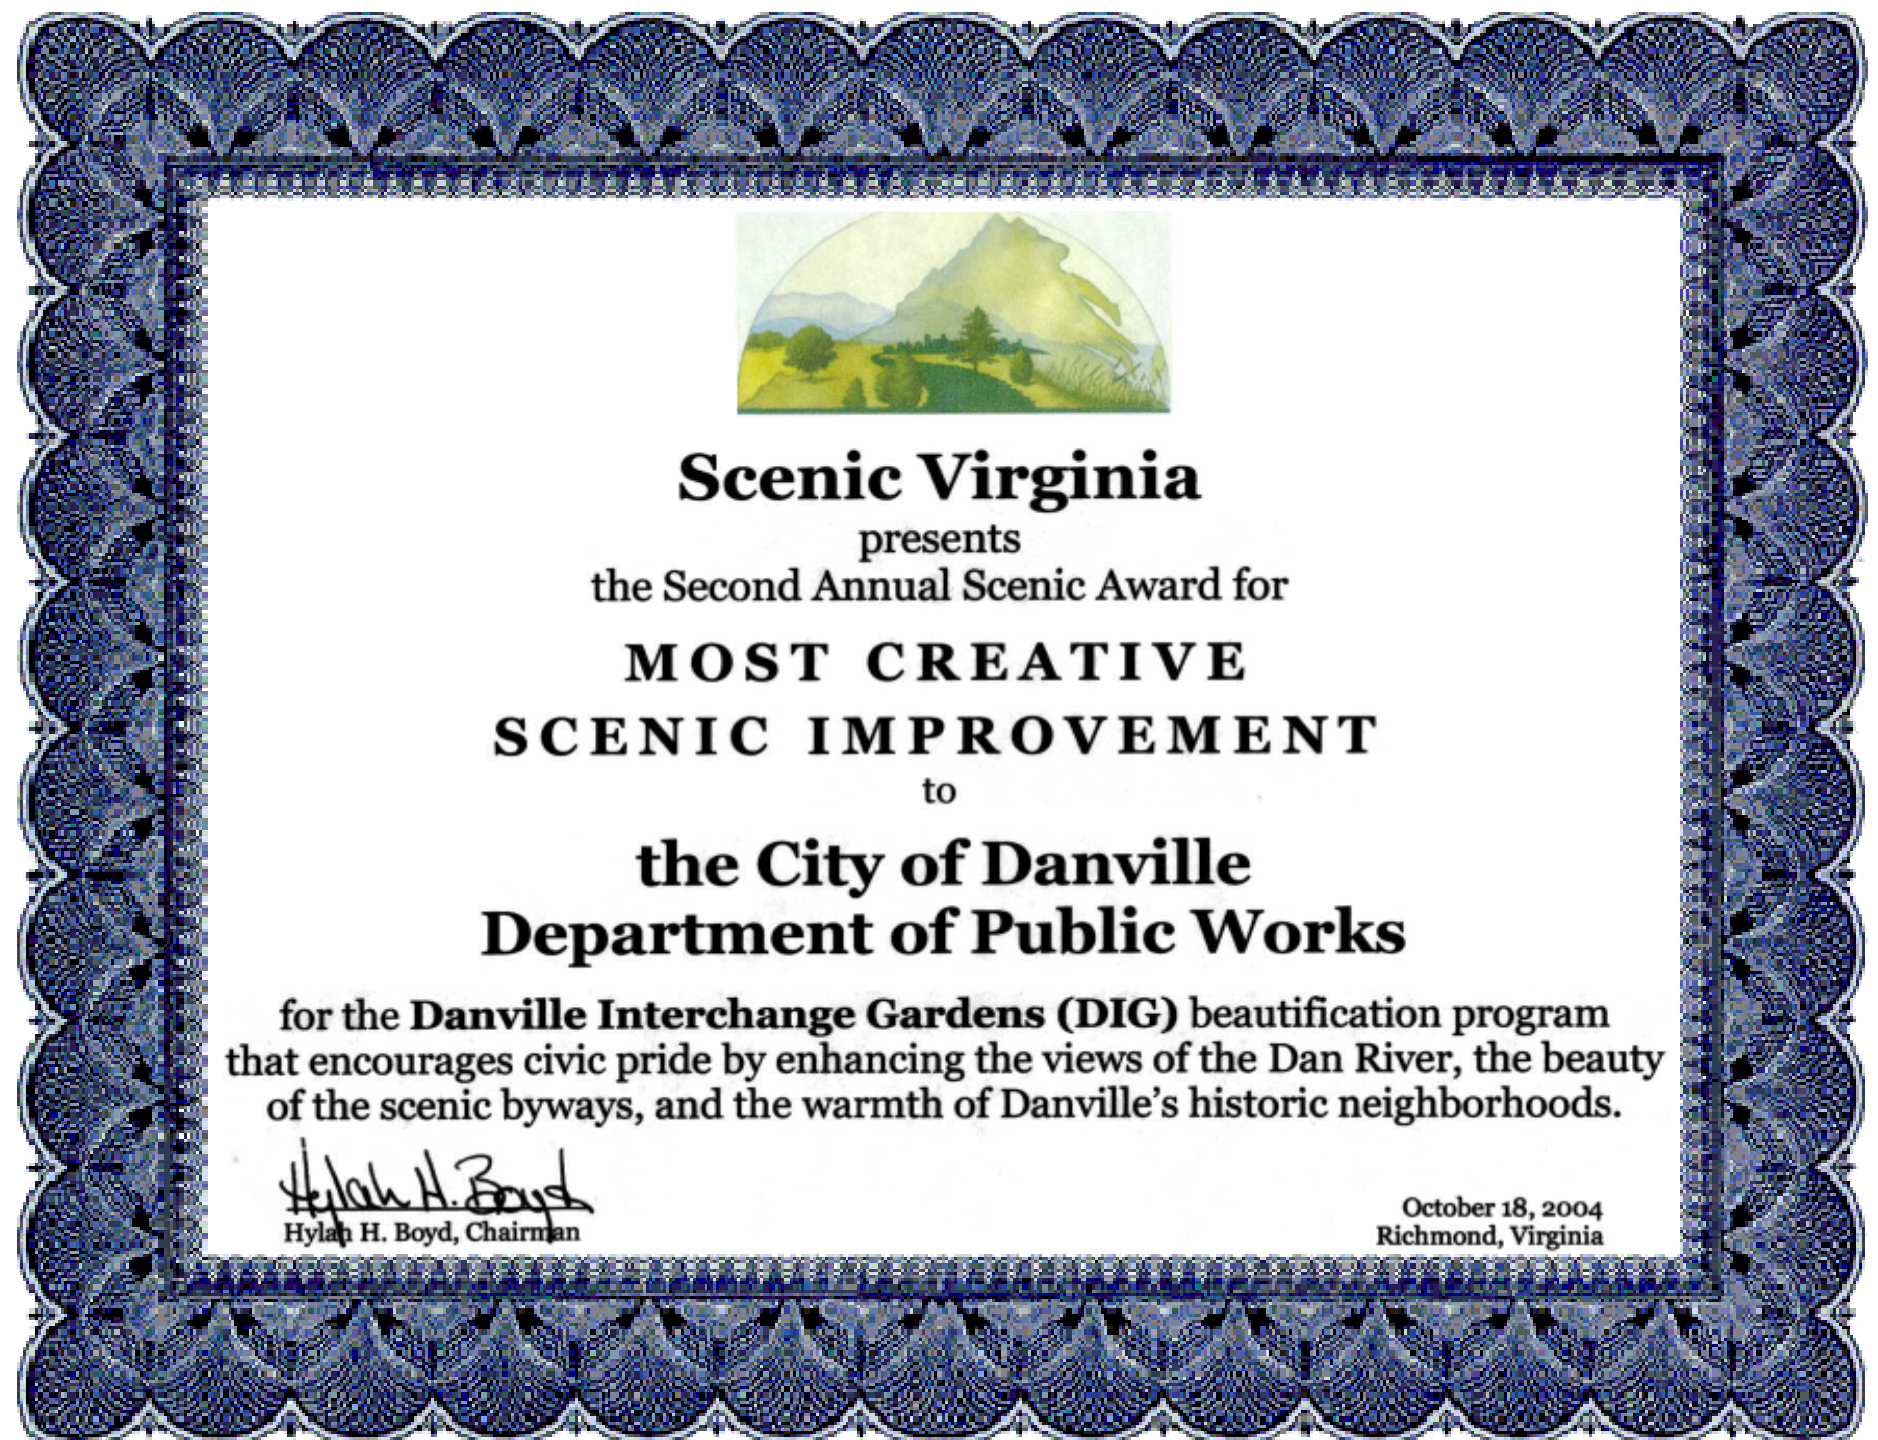 Scenic Virginia
presents
the Second Annual Scenic Award for
MOST CREATIVE
SCENIC IMPROVEMENT
to
the City of Danville
Department of Public Works
for the Danville Interchange Gardens (DIG) beautification program
that encourages civic pride by enhancing the views of the Dan River, the beauty
of the scenic byways, and the warmth of Danville's historic neighborhoods.
Hylah H. Boyd
Hylah H. Boyd, Chairman
October 18, 2004
Richmond, Virginia